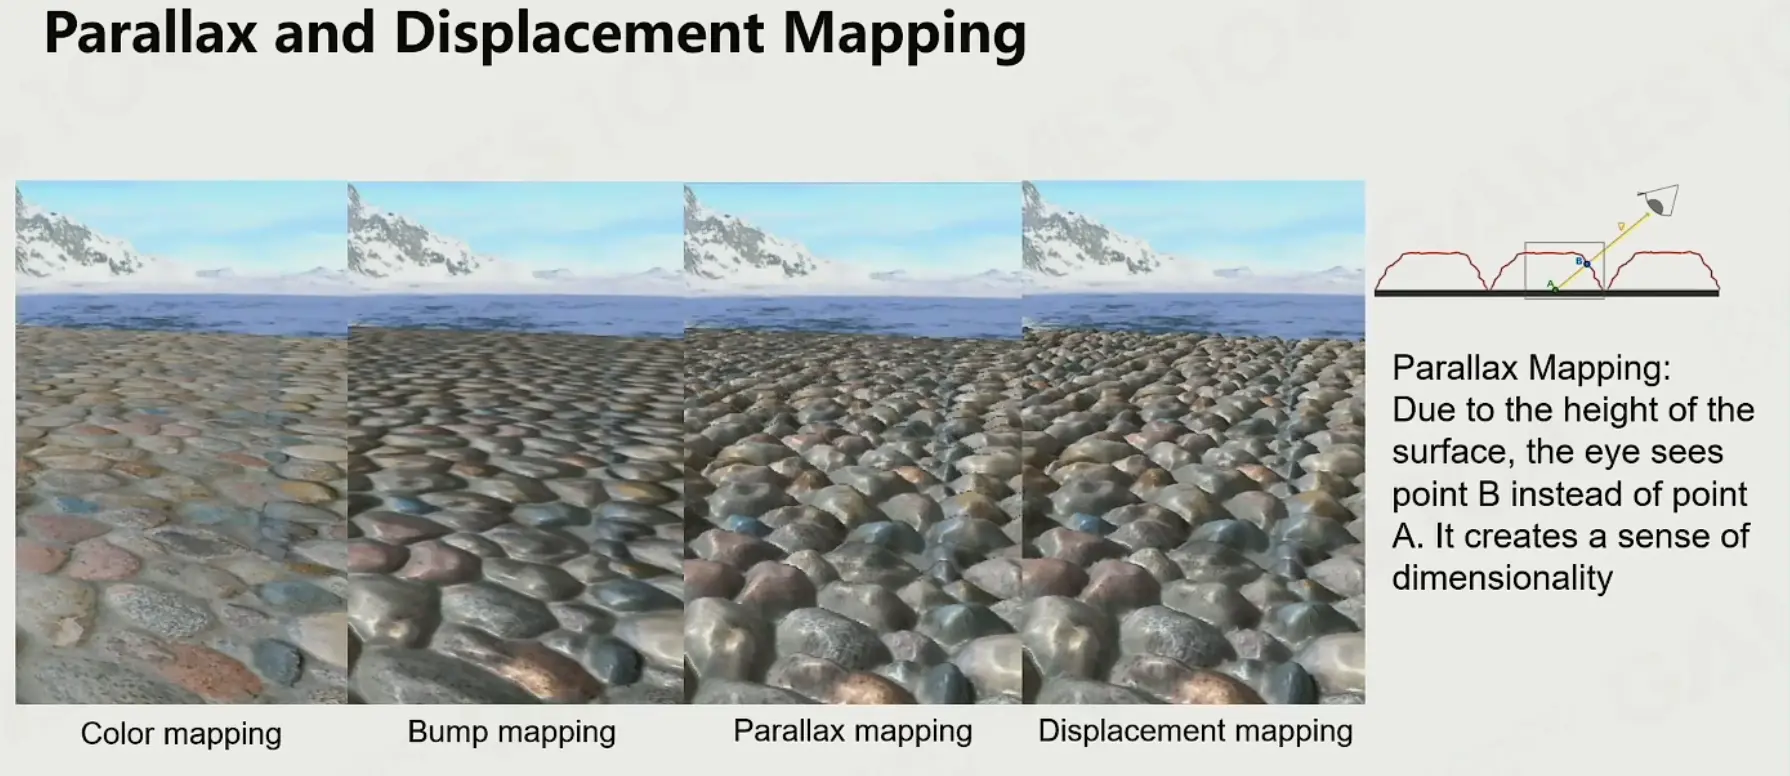 Parallax and Displacement Mapping
V
B
A
Parallax Mapping:
Due to the height of the
surface, the eye sees
point B instead of point
A. It creates a sense of
dimensionality
Color mapping
Bump mapping
Parallax mapping
Displacement mapping